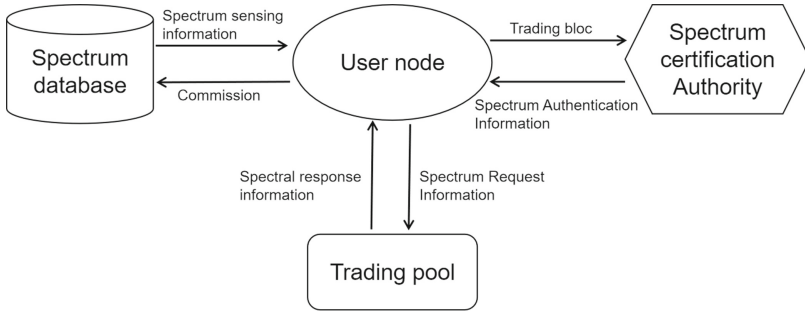 Spectrum
database
Spectrum sensing
information
Commission
User node
Trading bloc
Spectrum Authentication
Information
Spectrum
certification
Authority
Spectral response
information
Spectrum Request
Information
Trading pool